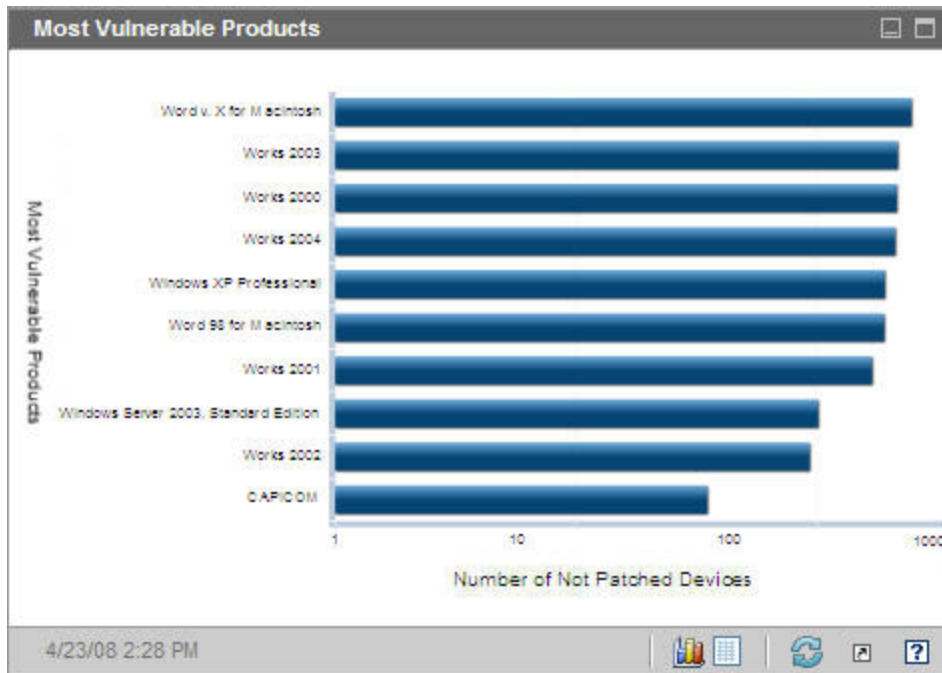 Most Vulnerable Products
Most Vulnerable Products
Word v. X for Macintosh
Works 2003
Works 2000
Works 2004
Windows XP Professional
Word 98 for Macintosh
Works 2001
Windows Server 2003, Standard Edition
Works 2002
CAPICOM
1
10
100
1000
Number of Not Patched Devices
4/23/08 2:28 PM
?